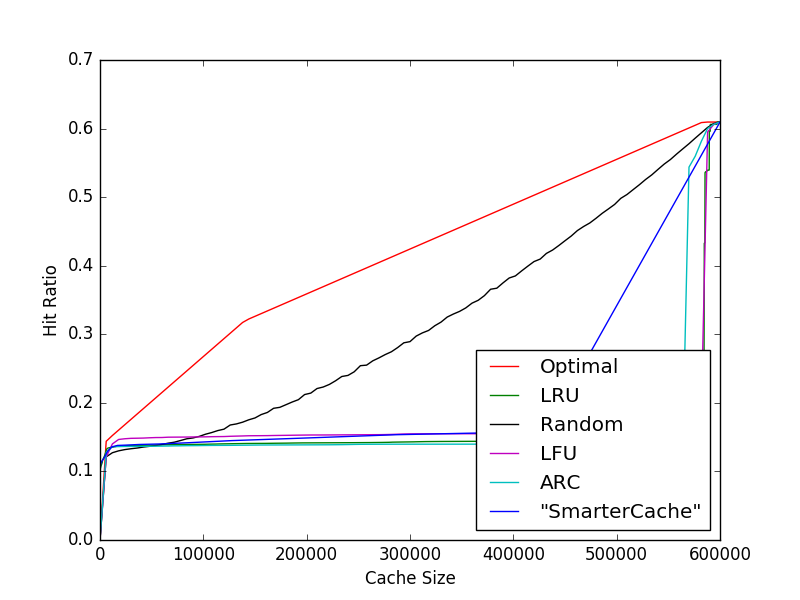 0.7
0.6
0.5
0.4
0.3
0.2
0.1
0.0
Hit Ratio
Optimal
LRU
Random
LFU
ARC
"SmarterCache"
0 100000 200000 300000 400000 500000 600000
Cache Size